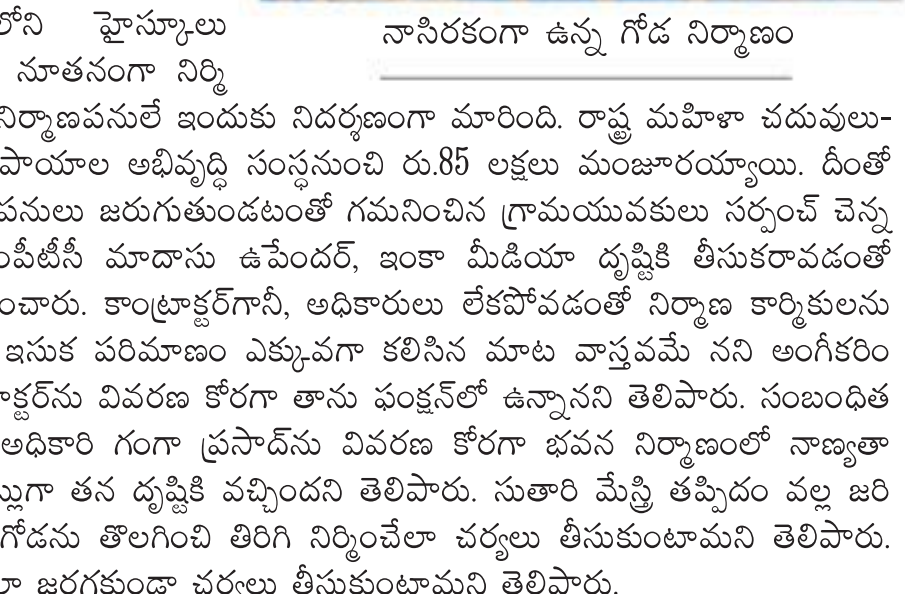 లోని హైస్కూలు
నూతనంగా నిర్మి
నాసిరకంగా ఉన్న గోడ నిర్మాణం
నిర్మాణపనులే ఇందుకు నిదర్శణంగా మారింది. రాష్ట్ర మహిళా చదువులు-
పాయాల అభివృద్ధి సంస్థనుంచి రు.85 లక్షలు మంజూరయ్యాయి. దీంతో
పనులు జరుగుతుండటంతో గమనించిన గ్రామయువకులు సర్పంచ్ చెన్న
ంపీటీసీ మాదాసు ఉపేందర్, ఇంకా మీడియా దృష్టికి తీసుకరావడంతో
ంచారు. కాంట్రాక్టర్‌గానీ, అధికారులు లేకపోవడంతో నిర్మాణ కార్మికులను
ఇసుక పరిమాణం ఎక్కువగా కలిసిన మాట వాస్తవమే నని అంగీకరిం
ాక్టర్‌ను వివరణ కోరగా తాను ఫంక్షన్‌లో ఉన్నానని తెలిపారు. సంబంధిత
అధికారి గంగా ప్రసాద్‌ను వివరణ కోరగా భవన నిర్మాణంలో నాణ్యతా
ట్లుగా తన దృష్టికి వచ్చిందని తెలిపారు. సుతారి మేస్త్రి తప్పిదం వల్ల జరి
గోడను తొలగించి తిరిగి నిర్మించేలా చర్యలు తీసుకుంటామని తెలిపారు.
జరగకుండా చర్యలు తీసుకుంటామని తెలిపారు.